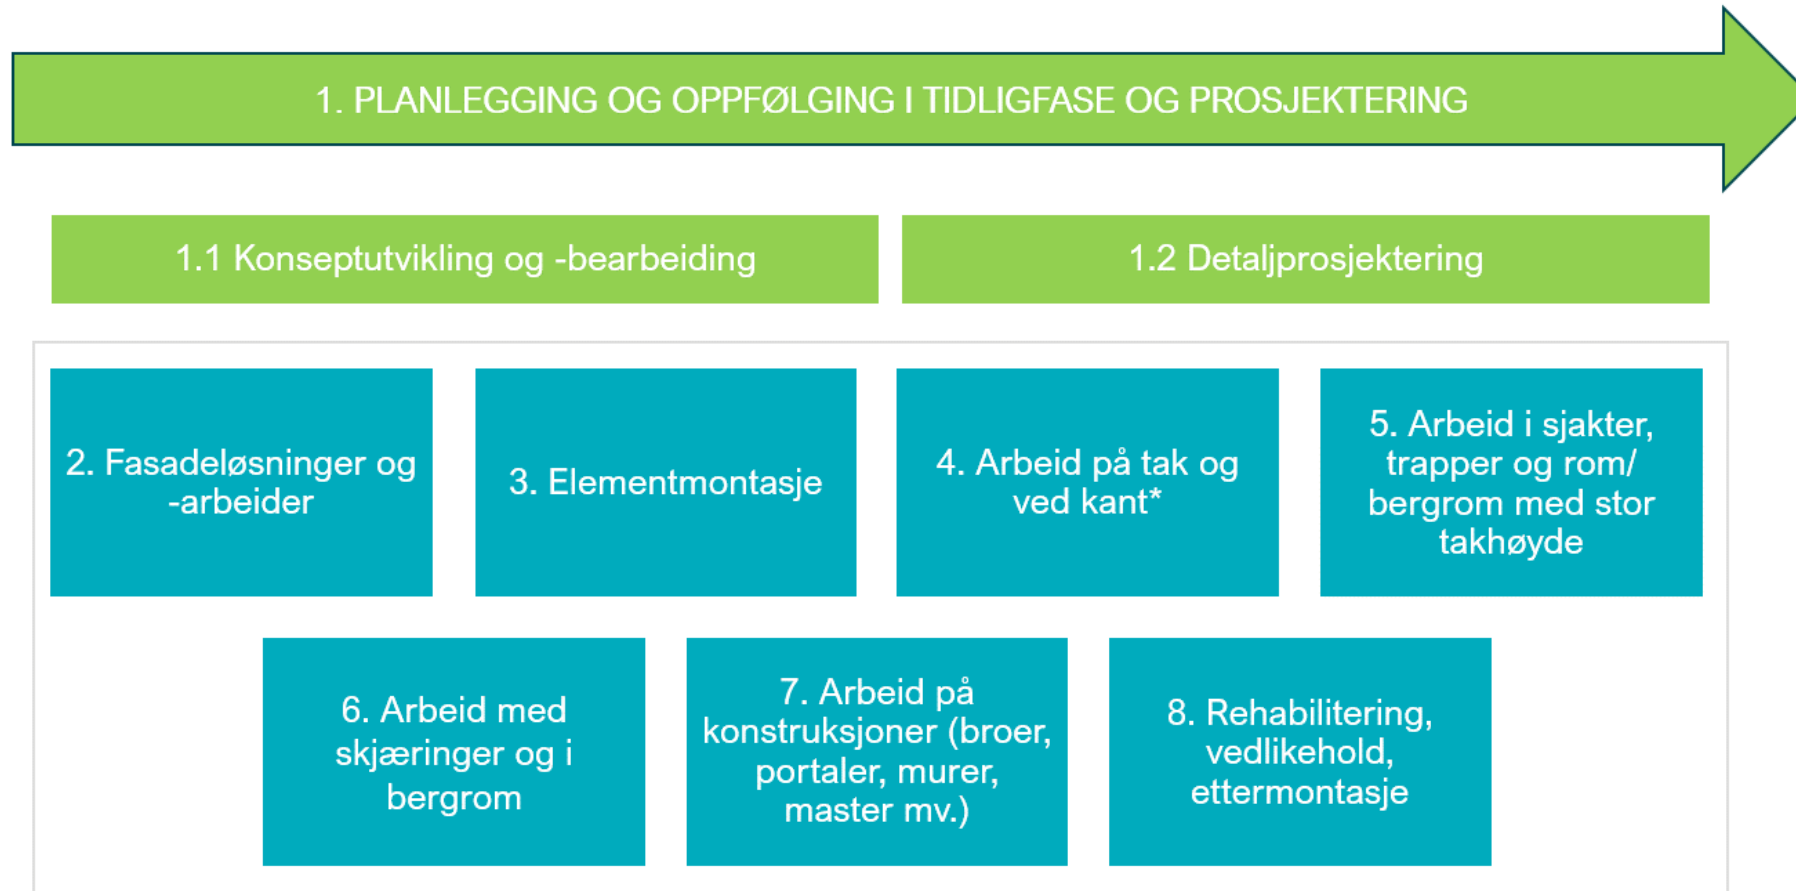 1. PLANLEGGING OG OPPFØLGING I TIDLIGFASE OG PROSJEKTERING
1.1 Konseptutvikling og -bearbeiding
1.2 Detaljprosjektering
2. Fasadeløsninger og
-arbeider
3. Elementmontasje
4. Arbeid på tak og
ved kant*
5. Arbeid i sjakter,
trapper og rom/
bergrom med stor
takhøyde
6. Arbeid med
skjæringer og i
bergrom
7. Arbeid på
konstruksjoner (broer,
portaler, murer,
master mv.)
8. Rehabilitering,
vedlikehold,
ettermontasje